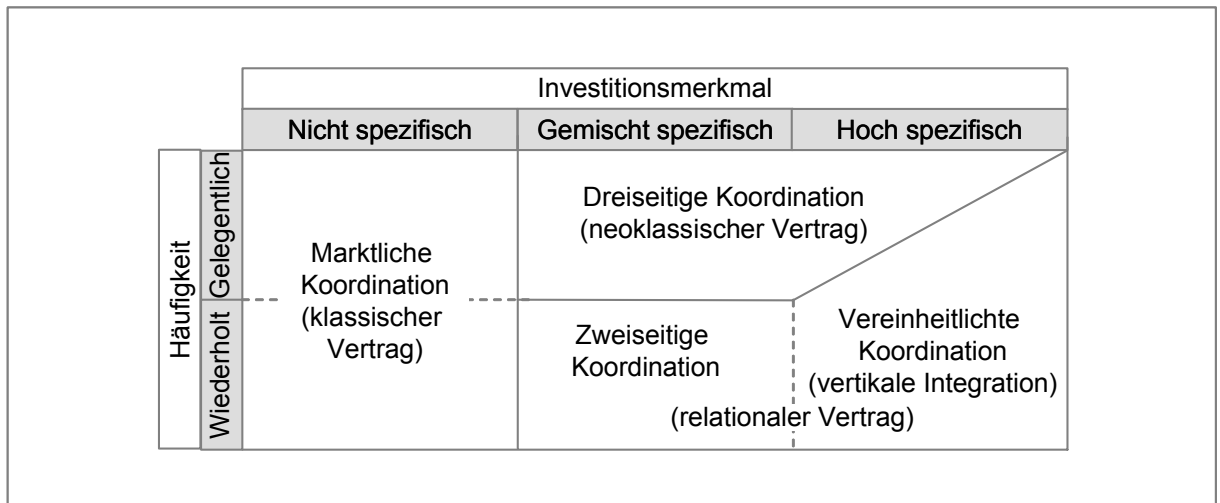 Investitionsmerkmal
Nicht spezifisch
Gemischt spezifisch
Hoch spezifisch
Häufigkeit
Gelegentlich
Wiederholt
Marktliche
Koordination
(klassischer
Vertrag)
Dreiseitige Koordination
(neoklassischer Vertrag)
Zweiseitige
Koordination
Vereinheitlichte
Koordination
(vertikale Integration)
(relationaler Vertrag)